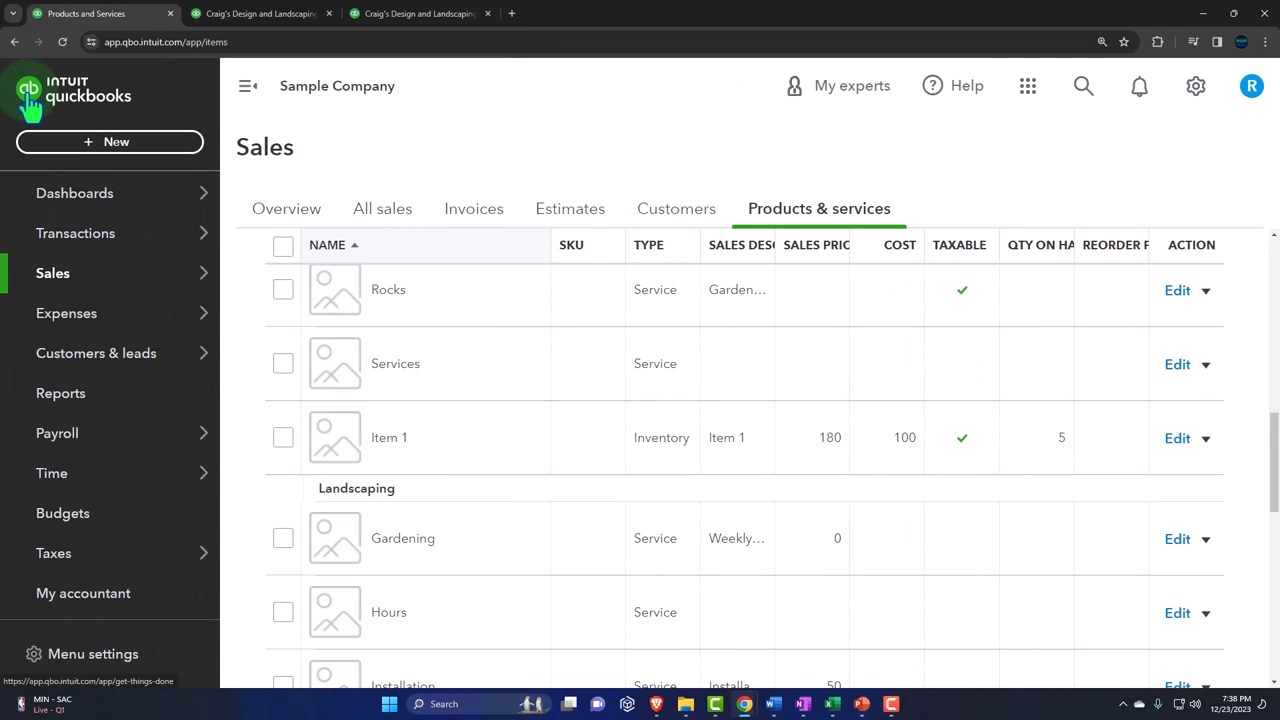 Products and Services
Craig's Design and Landscaping
Craig's Design and Landscaping
app.qbo.intuit.com/app/items
INTUIT
quickbooks
Sample Company
My experts
Help
R
+ New
Sales
Dashboards
Transactions
Sales
Expenses
Customers & leads
Reports
Payroll
Time
Budgets
Taxes
My accountant
Menu settings
Overview All sales Invoices Estimates Customers Products & services
NAME SKU TYPE SALES DESC SALES PRIC COST TAXABLE QTY ON HA REORDER P ACTION
Rocks Service Garden... Edit
Services Service Edit
Item 1 Inventory Item 1 180 100 5 Edit
Landscaping
Gardening Service Weekly... 0 Edit
Hours Service Edit
Installation Service Installa 50 Edit
https://app.qbo.intuit.com/app/get-things-done
MIN - SAC
Live - Q1
Search
7:38 PM
12/23/2023